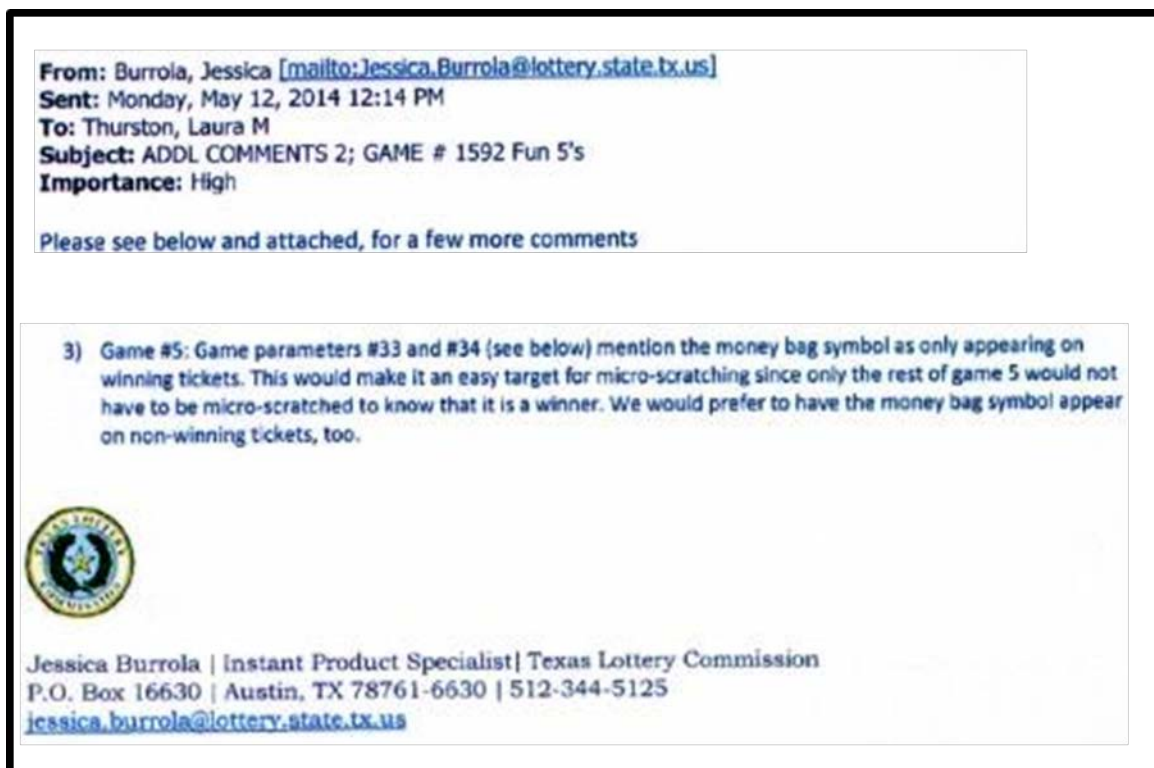 From: Burrola, Jessica [mailto:Jessica.Burrola@lottery.state.tx.us]
Sent: Monday, May 12, 2014 12:14 PM
To: Thurston, Laura M
Subject: ADDL COMMENTS 2; GAME # 1592 Fun 5's
Importance: High
Please see below and attached, for a few more comments
3) Game #5: Game parameters #33 and #34 (see below) mention the money bag symbol as only appearing on
winning tickets. This would make it an easy target for micro-scratching since only the rest of game 5 would not
have to be micro-scratched to know that it is a winner. We would prefer to have the money bag symbol appear
on non-winning tickets, too.
TEXAS LOTTERY
COMMISSION
Jessica Burrola | Instant Product Specialist| Texas Lottery Commission
P.O. Box 16630 | Austin, TX 78761-6630 | 512-344-5125
jessica.burrola@lottery.state.tx.us